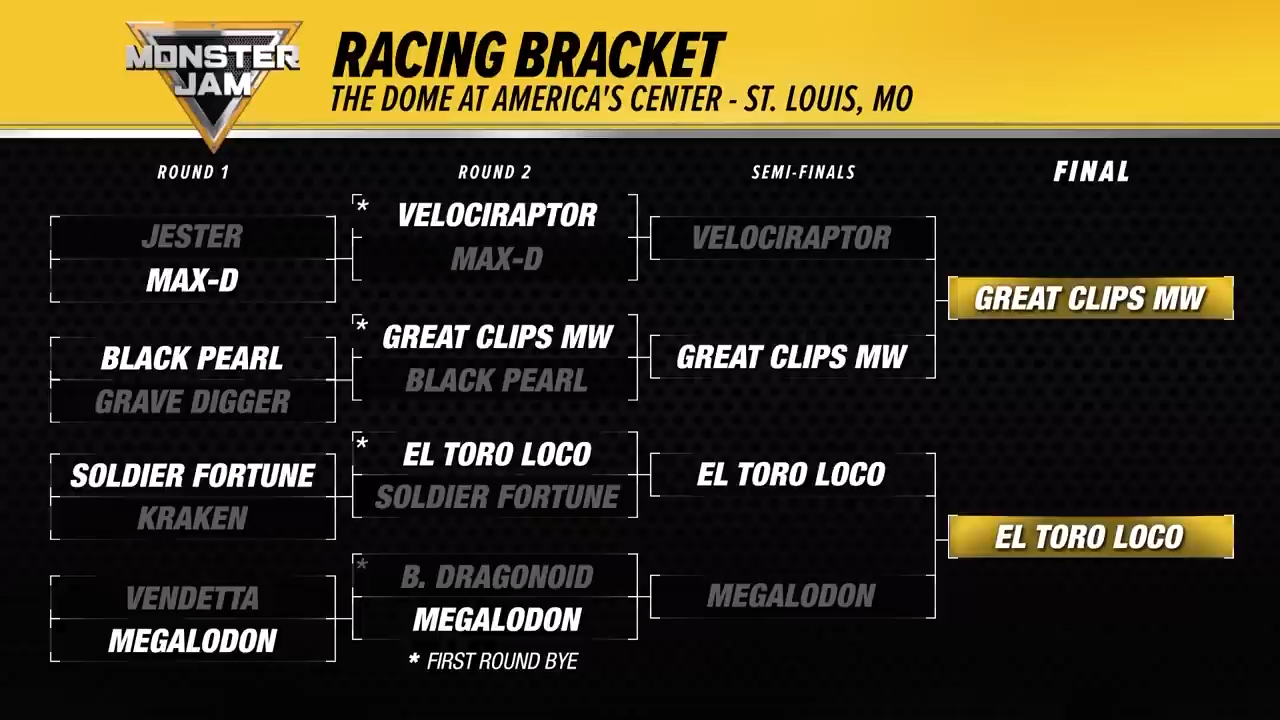 MONSTER
JAM
RACING BRACKET
THE DOME AT AMERICA'S CENTER - ST. LOUIS, MO
ROUND 1
JESTER
MAX-D
BLACK PEARL
GRAVE DIGGER
SOLDIER FORTUNE
KRAKEN
VENDETTA
MEGALODON
ROUND 2
* VELOCIRAPTOR
MAX-D
* GREAT CLIPS MW
BLACK PEARL
* EL TORO LOCO
SOLDIER FORTUNE
* B. DRAGONOID
MEGALODON
* FIRST ROUND BYE
SEMI-FINALS
VELOCIRAPTOR
GREAT CLIPS MW
EL TORO LOCO
MEGALODON
FINAL
GREAT CLIPS MW
EL TORO LOCO